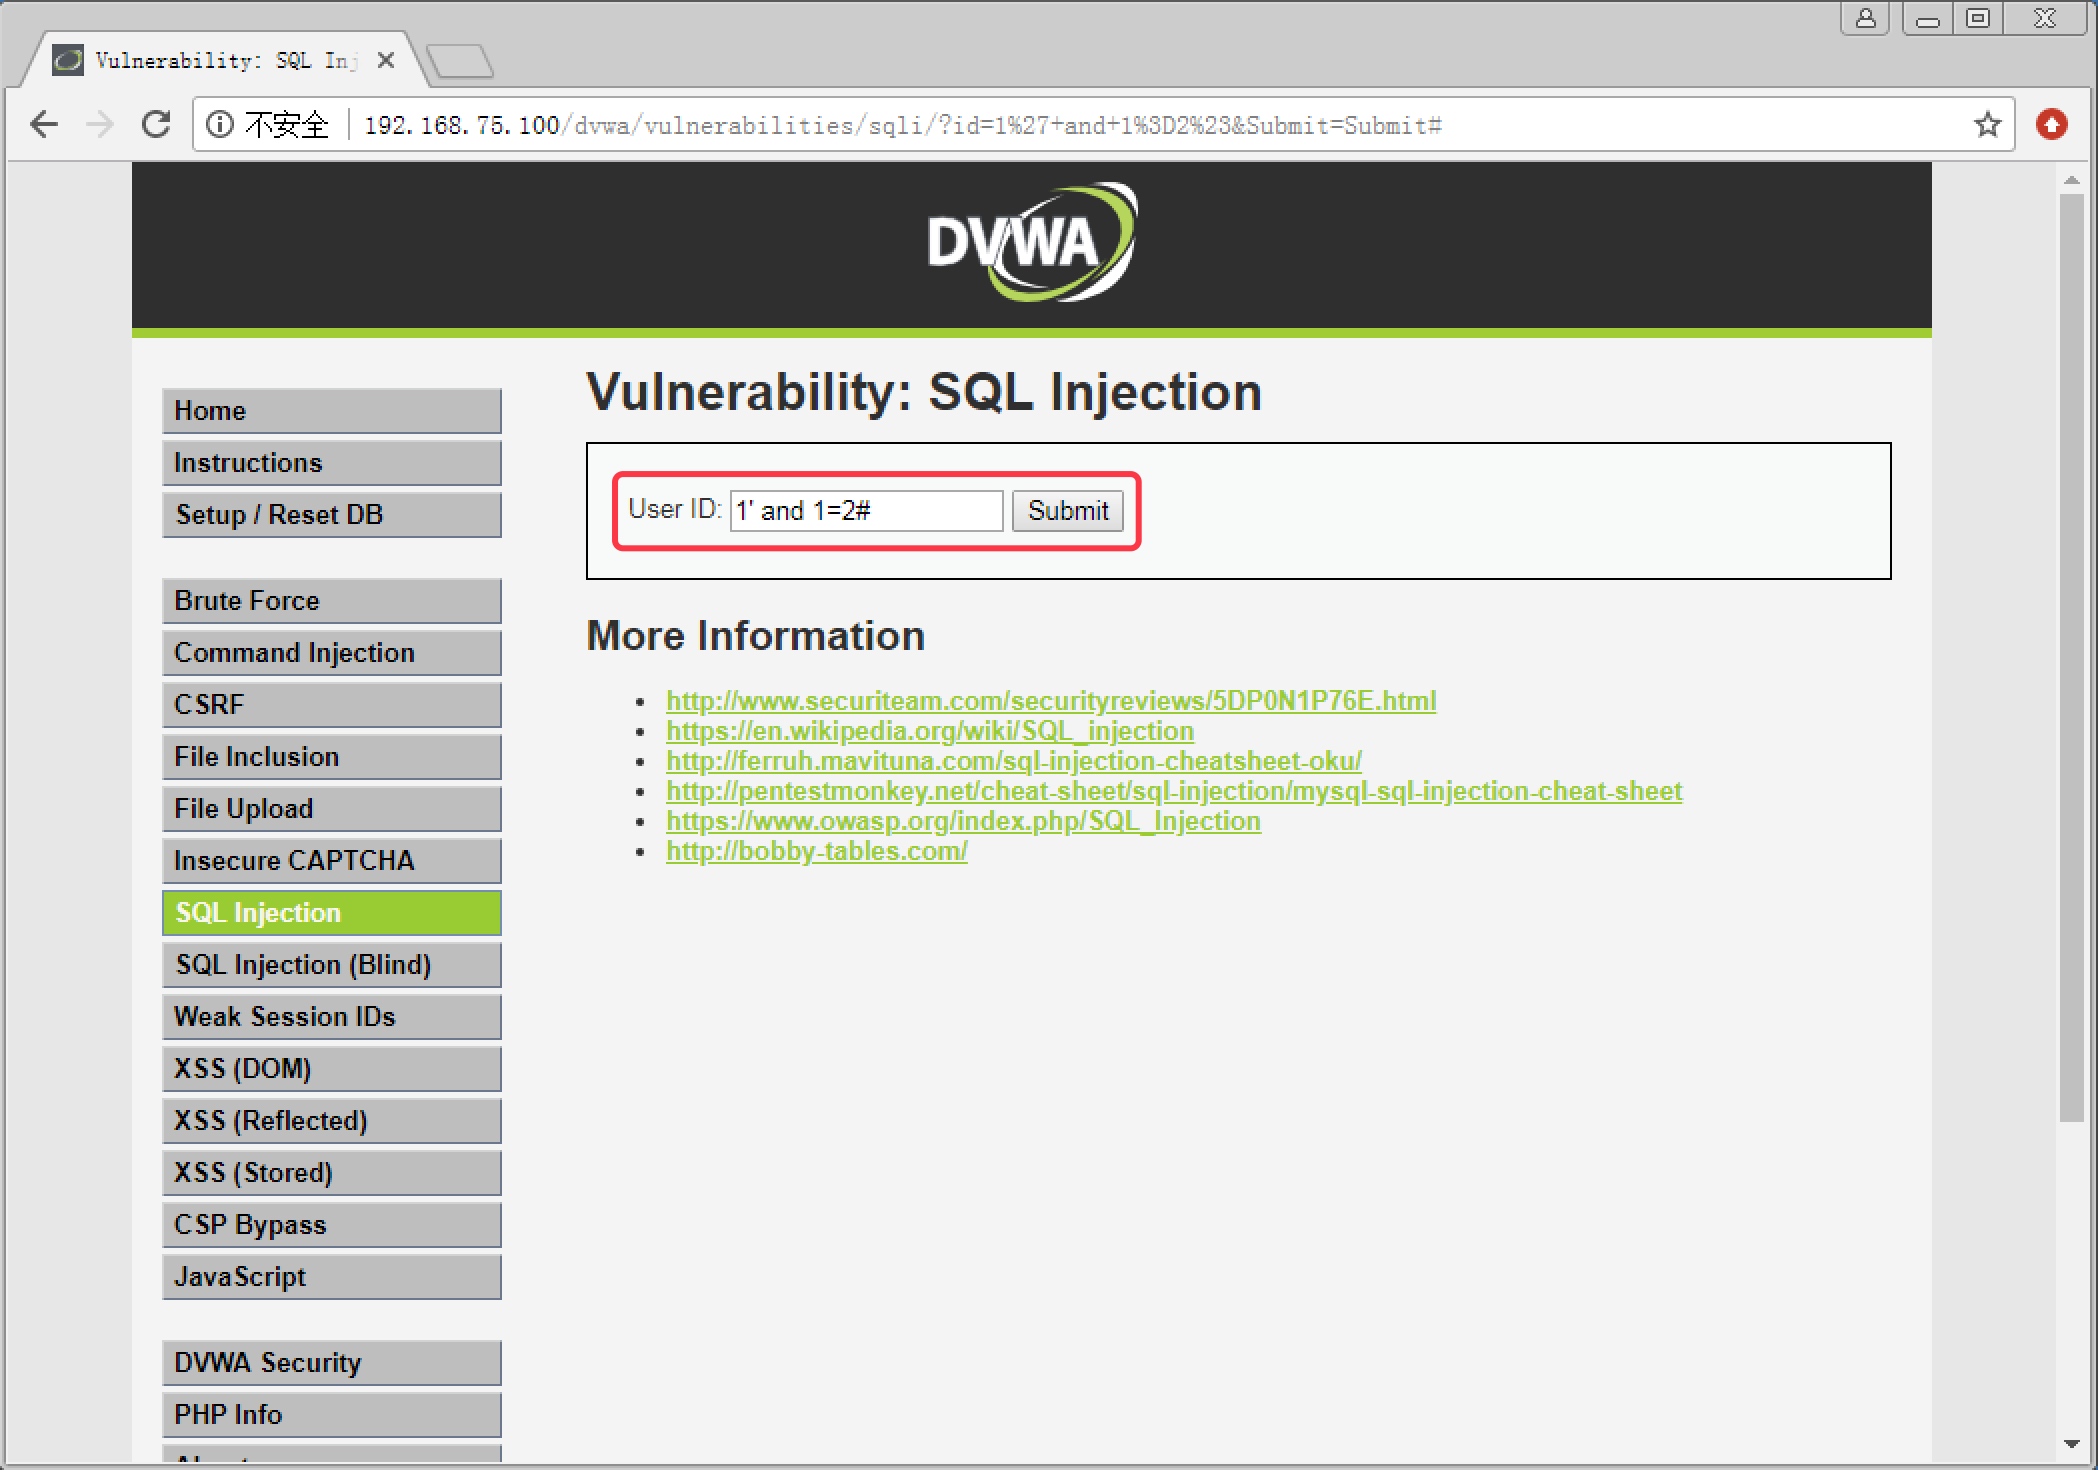 Vulnerability: SQL Inj
不安全 192.168.75.100/dvwa/vulnerabilities/sqli/?id=1%27+and+1%3D2%23&Submit=Submit#
DVWA
Home
Instructions
Setup / Reset DB
Brute Force
Command Injection
CSRF
File Inclusion
File Upload
Insecure CAPTCHA
SQL Injection
SQL Injection (Blind)
Weak Session IDs
XSS (DOM)
XSS (Reflected)
XSS (Stored)
CSP Bypass
JavaScript
DVWA Security
PHP Info
Vulnerability: SQL Injection
User ID: 1' and 1=2# Submit
More Information
http://www.securiteam.com/securityreviews/5DP0N1P76E.html
https://en.wikipedia.org/wiki/SQL_injection
http://ferruh.mavituna.com/sql-injection-cheatsheet-oku/
http://pentestmonkey.net/cheat-sheet/sql-injection/mysql-sql-injection-cheat-sheet
https://www.owasp.org/index.php/SQL_Injection
http://bobby-tables.com/